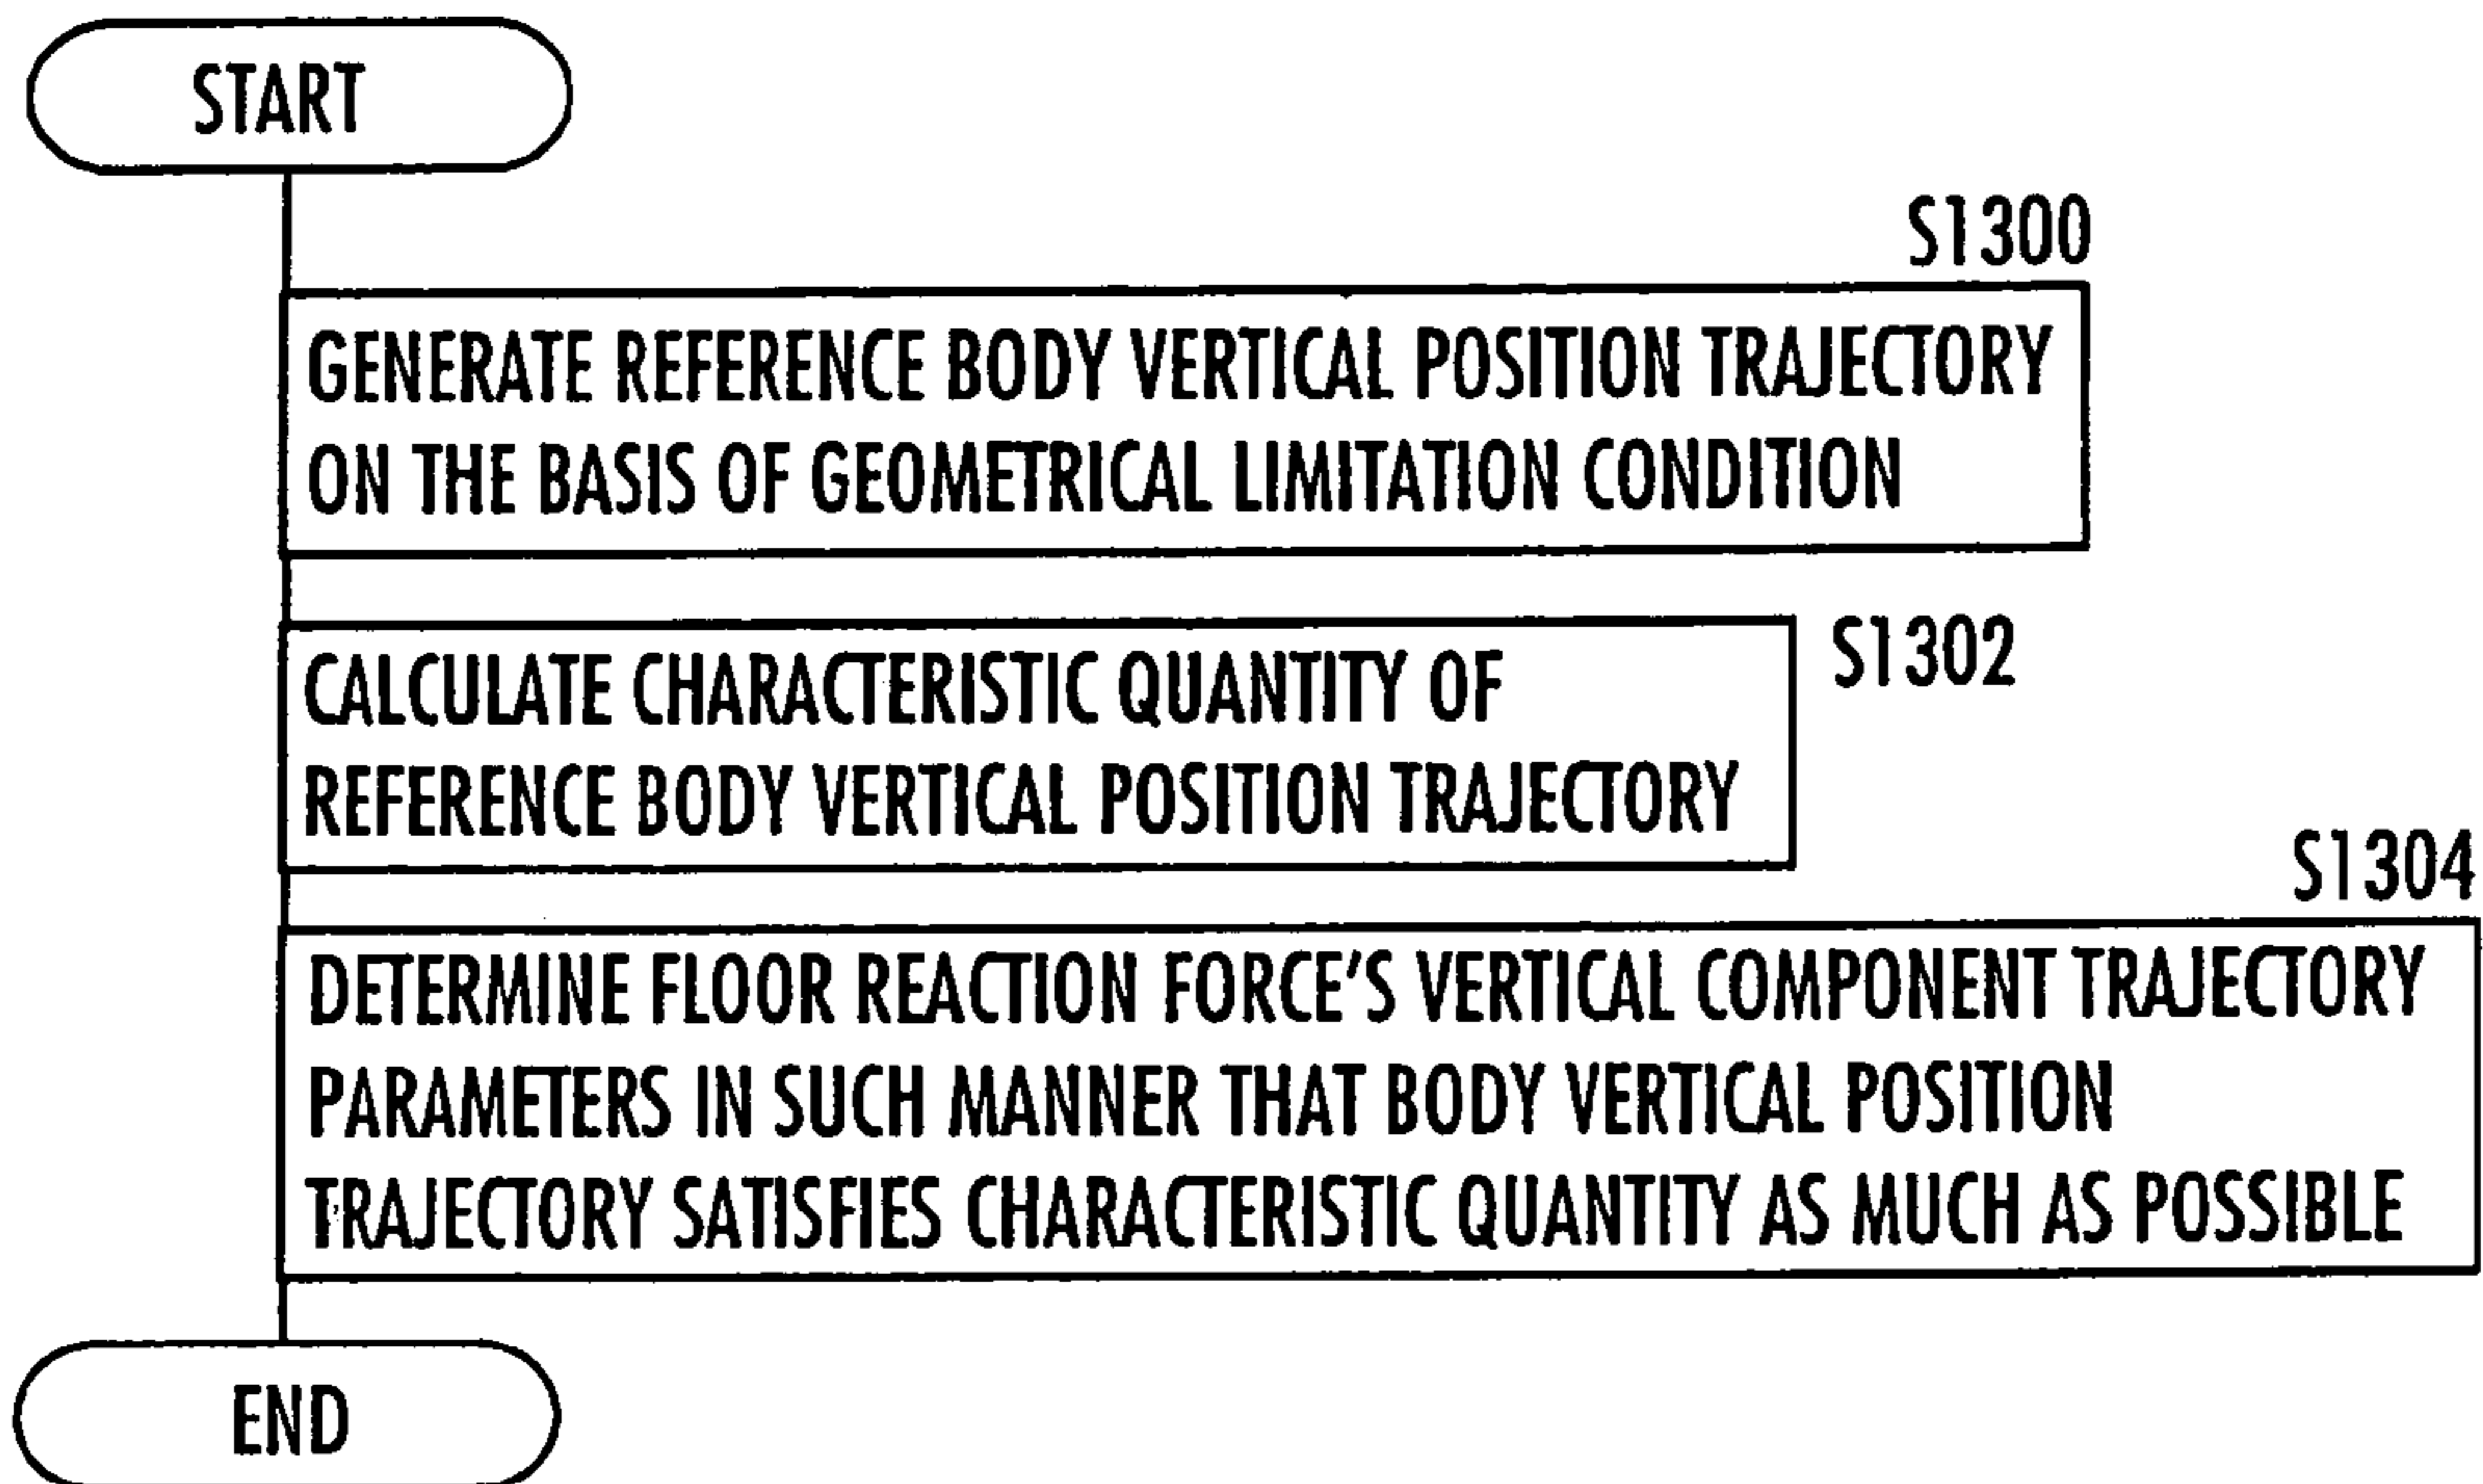 START
S1300
GENERATE REFERENCE BODY VERTICAL POSITION TRAJECTORY
ON THE BASIS OF GEOMETRICAL LIMITATION CONDITION
S1302
CALCULATE CHARACTERISTIC QUANTITY OF
REFERENCE BODY VERTICAL POSITION TRAJECTORY
S1304
DETERMINE FLOOR REACTION FORCE'S VERTICAL COMPONENT TRAJECTORY
PARAMETERS IN SUCH MANNER THAT BODY VERTICAL POSITION
TRAJECTORY SATISFIES CHARACTERISTIC QUANTITY AS MUCH AS POSSIBLE
END